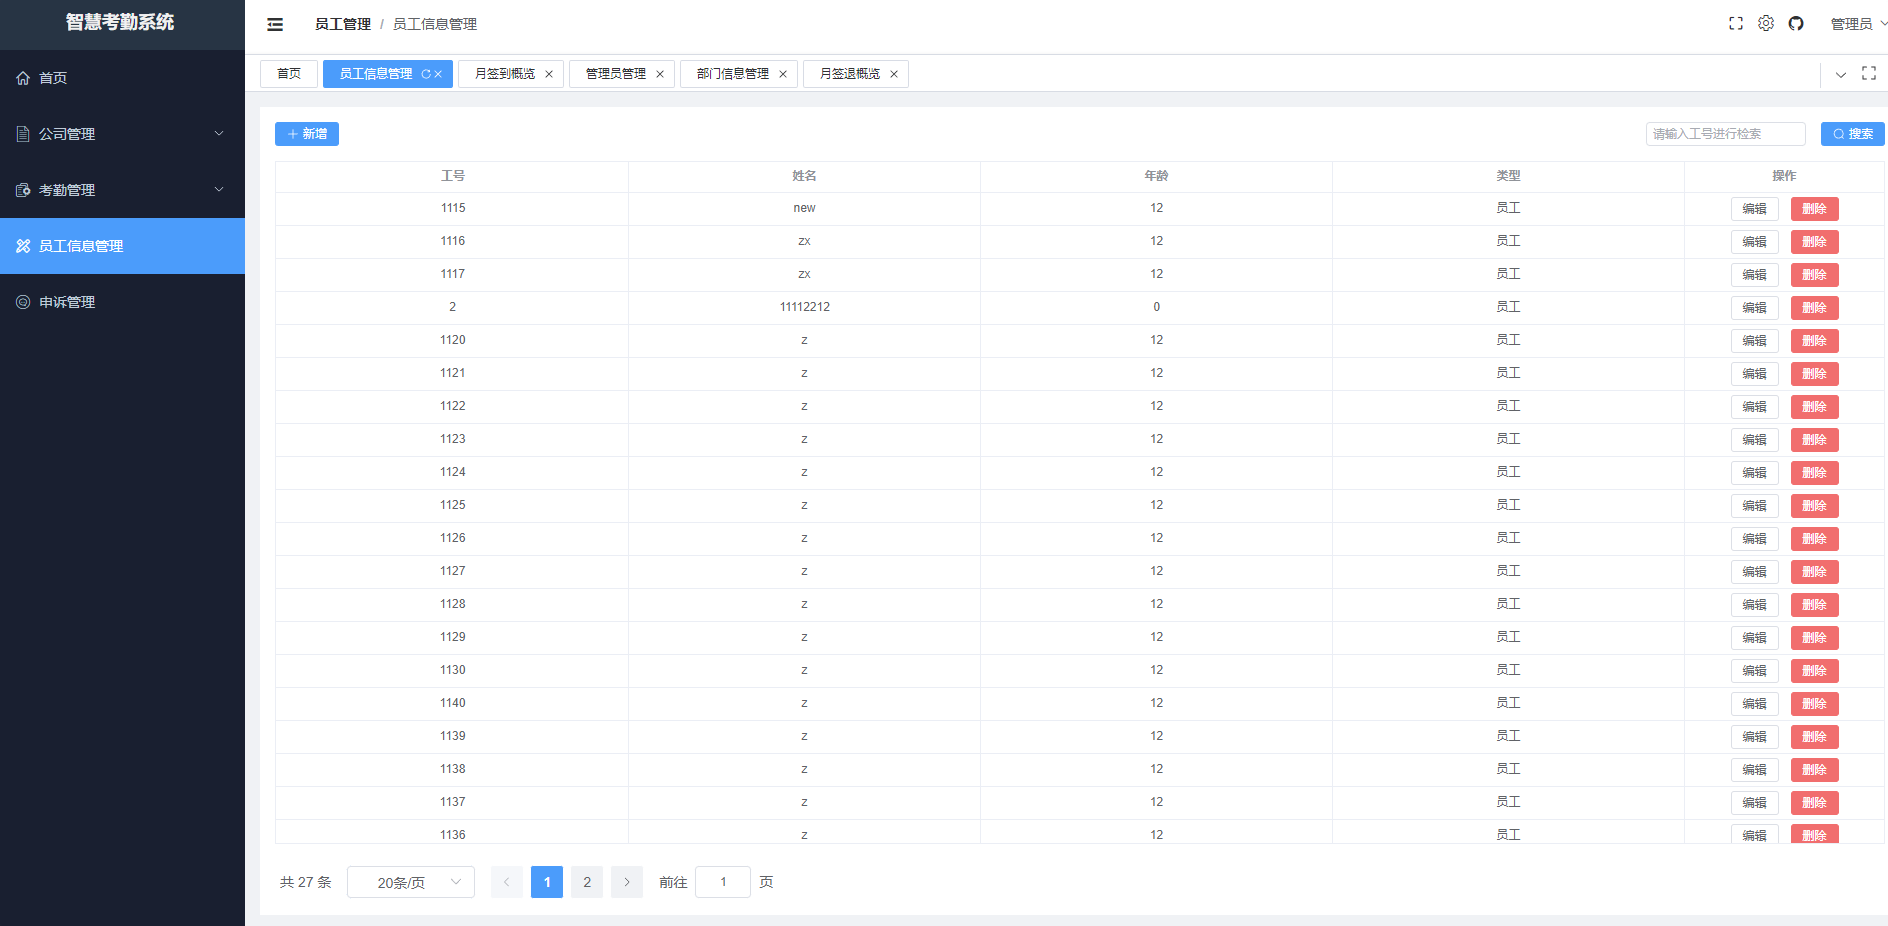 智慧考勤系统
首页
公司管理
考勤管理
员工信息管理
申诉管理
员工管理 / 员工信息管理
管理员
首页 员工信息管理 月签到概览 管理员管理 部门信息管理 月签退概览
新增
请输入工号进行检索 搜索
工号 姓名 年龄 类型 操作
1115 new 12 员工 编辑 删除
1116 zx 12 员工 编辑 删除
1117 zx 12 员工 编辑 删除
2 11112212 0 员工 编辑 删除
1120 z 12 员工 编辑 删除
1121 z 12 员工 编辑 删除
1122 z 12 员工 编辑 删除
1123 z 12 员工 编辑 删除
1124 z 12 员工 编辑 删除
1125 z 12 员工 编辑 删除
1126 z 12 员工 编辑 删除
1127 z 12 员工 编辑 删除
1128 z 12 员工 编辑 删除
1129 z 12 员工 编辑 删除
1130 z 12 员工 编辑 删除
1140 z 12 员工 编辑 删除
1139 z 12 员工 编辑 删除
1138 z 12 员工 编辑 删除
1137 z 12 员工 编辑 删除
1136 z 12 员工 编辑 删除
共 27 条 20条/页 1 2 前往 1 页